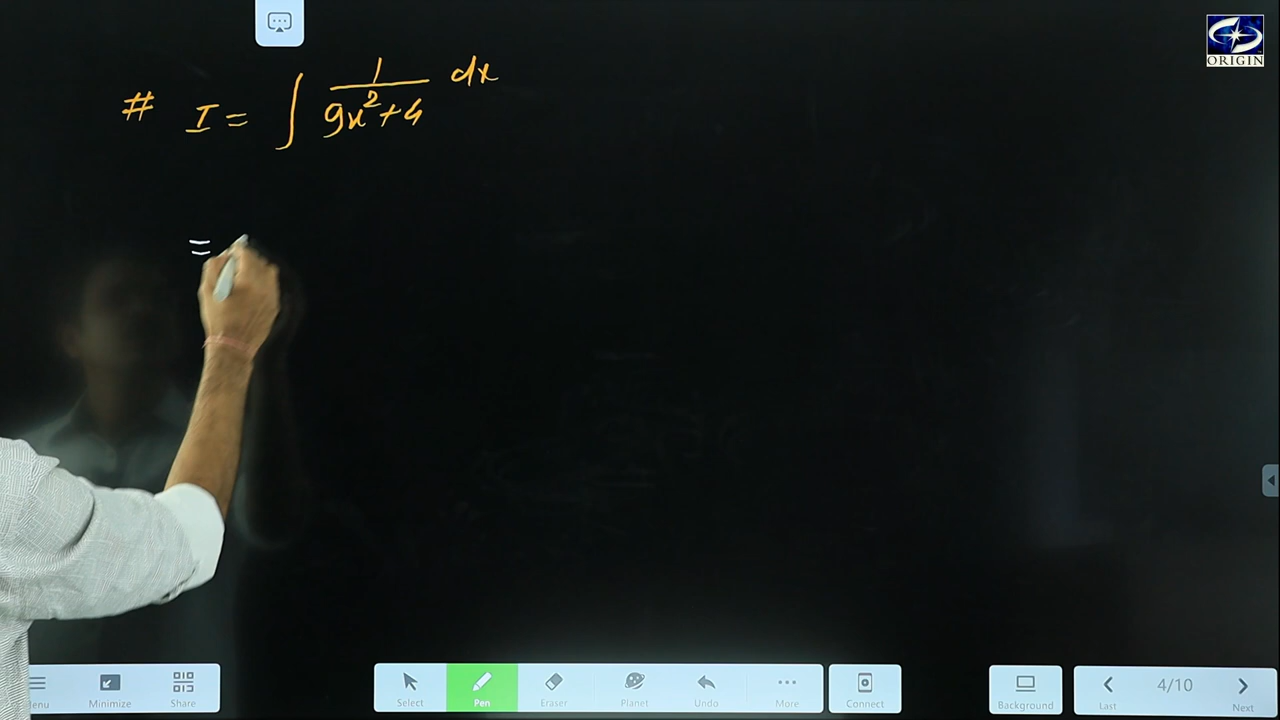 ORIGIN
# I = ∫ 1/(9x²+4) dx
=
enu Minimize Share Select Pen Eraser Planet Undo More Connect Background Last 4/10 Next